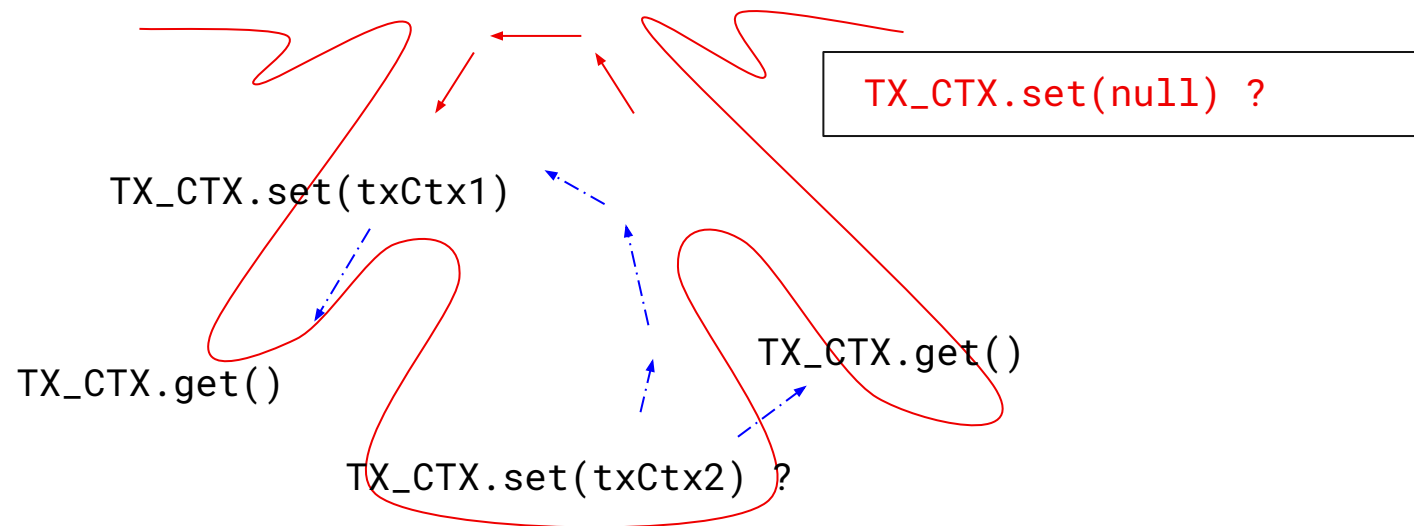 TX_CTX.set(null) ?
TX_CTX.set(txCtx1)
TX_CTX.get()
TX_CTX.get()
TX_CTX.set(txCtx2) ?